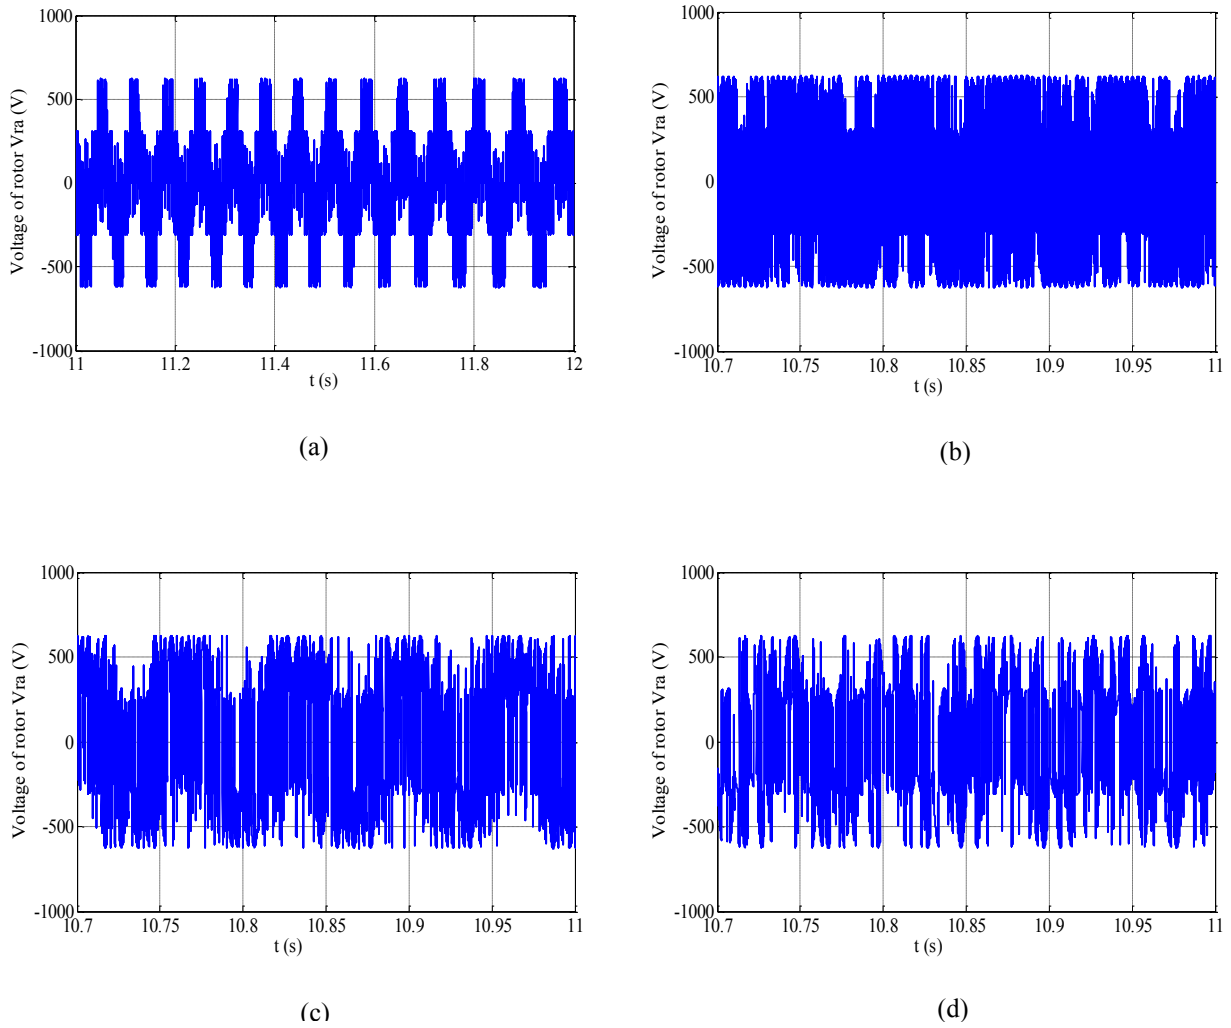 1000
500
0
-500
-1000
Voltage of rotor Vra (V)
11 11.2 11.4 11.6 11.8 12
t (s)
(a)
1000
500
0
-500
-1000
Voltage of rotor Vra (V)
10.7 10.75 10.8 10.85 10.9 10.95 11
t (s)
(b)
1000
500
0
-500
-1000
Voltage of rotor Vra (V)
10.7 10.75 10.8 10.85 10.9 10.95 11
t (s)
(c)
1000
500
0
-500
-1000
Voltage of rotor Vra (V)
10.7 10.75 10.8 10.85 10.9 10.95 11
t (s)
(d)